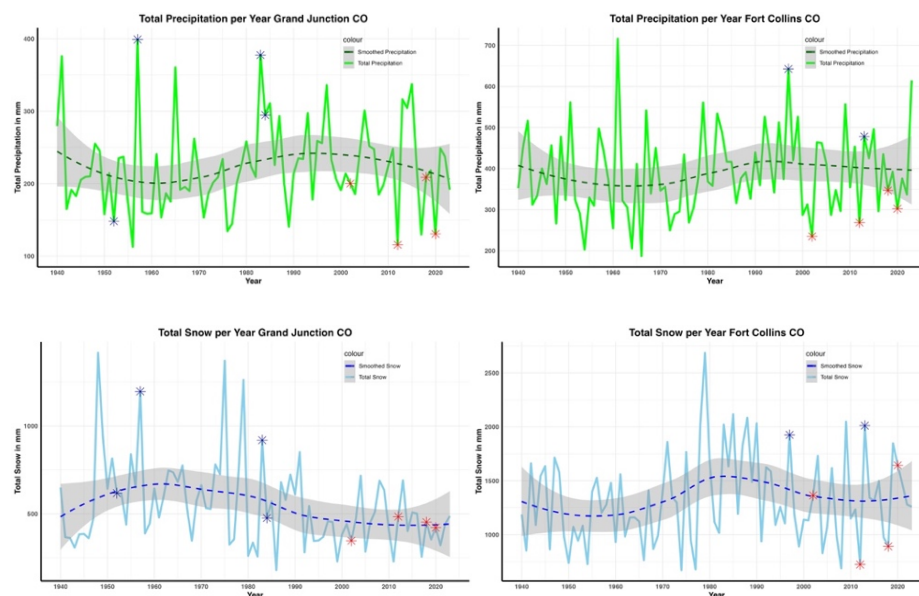 Total Precipitation per Year Grand Junction CO
colour
Smoothed Precipitation
Total Precipitation
400
300
200
100
Total Precipitation in mm
1940 1950 1960 1970 1980 1990 2000 2010 2020
Year
Total Precipitation per Year Fort Collins CO
colour
Smoothed Precipitation
Total Precipitation
700
600
500
400
300
200
Total Precipitation in mm
1940 1950 1960 1970 1980 1990 2000 2010 2020
Year
Total Snow per Year Grand Junction CO
colour
Smoothed Snow
Total Snow
1000
500
Total Snow in mm
1940 1950 1960 1970 1980 1990 2000 2010 2020
Year
Total Snow per Year Fort Collins CO
colour
Smoothed Snow
Total Snow
2500
2000
1500
1000
Total Snow in mm
1940 1950 1960 1970 1980 1990 2000 2010 2020
Year